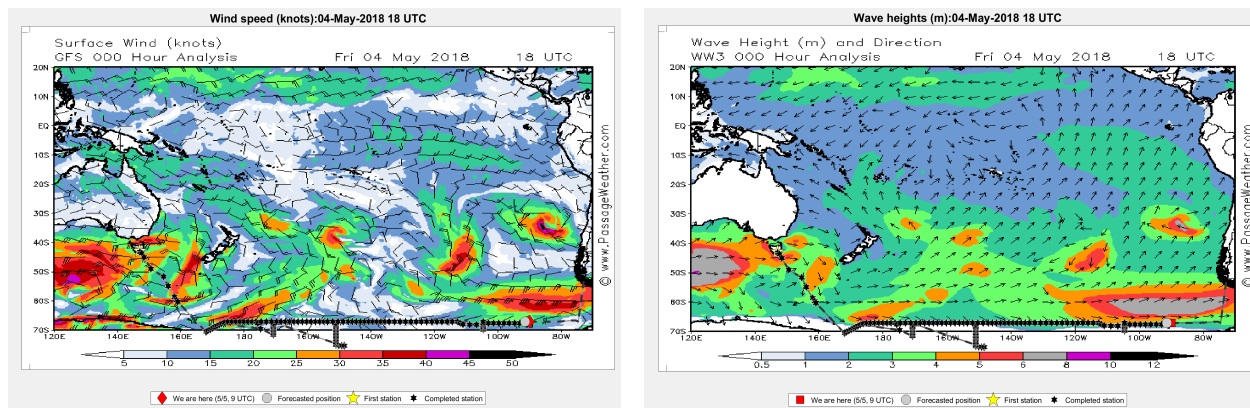 Wind speed (knots):04-May-2018 18 UTC
Surface Wind (knots)
GFS 000 Hour Analysis Fri 04 May 2018 18 UTC
20N
10N
EQ
10S
20S
30S
40S
50S
60S
70S
120E 140E 160E 180 160W 140W 120W 100W 80W
5 10 15 20 25 30 35 40 45 50
© www.PassageWeather.com
We are here (5/5, 9 UTC) Forecasted position First station Completed station
Wave heights (m):04-May-2018 18 UTC
Wave Height (m) and Direction
WW3 000 Hour Analysis Fri 04 May 2018 18 UTC
20N
10N
EQ
10S
20S
30S
40S
50S
60S
70S
120E 140E 160E 180 160W 140W 120W 100W 80W
0.5 1 2 3 4 5 6 8 10 12
© www.PassageWeather.com
We are here (5/5, 9 UTC) Forecasted position First station Completed station